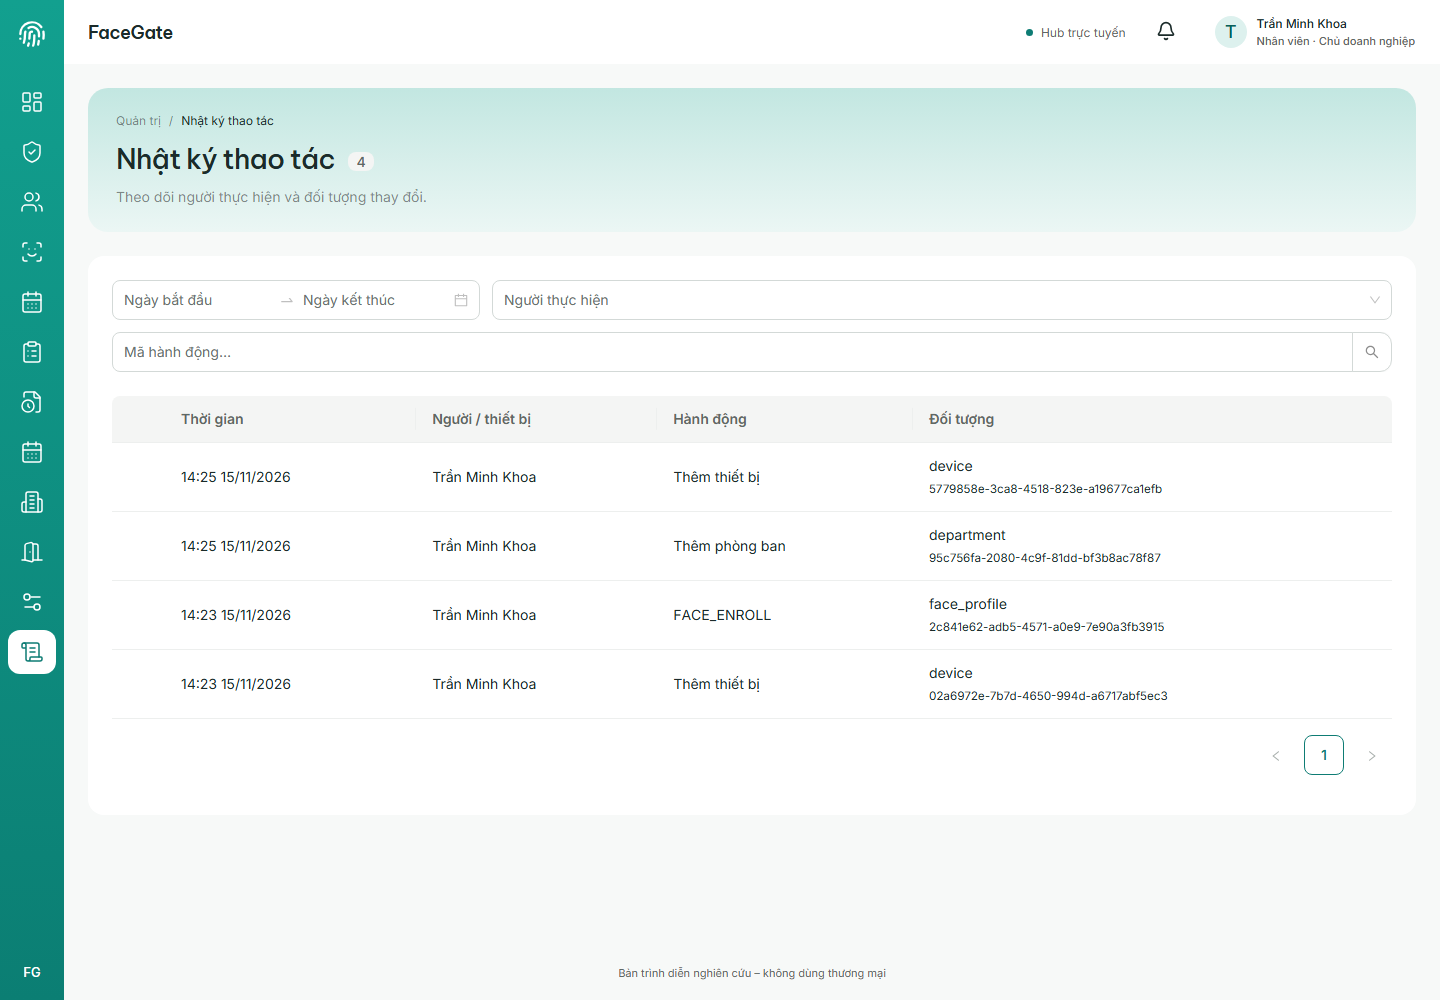 FaceGate
Hub trực tuyến
T
Trần Minh Khoa
Nhân viên · Chủ doanh nghiệp
Quản trị / Nhật ký thao tác
Nhật ký thao tác 4
Theo dõi người thực hiện và đối tượng thay đổi.
Ngày bắt đầu → Ngày kết thúc
Người thực hiện
Mã hành động...
Thời gian Người / thiết bị Hành động Đối tượng
14:25 15/11/2026 Trần Minh Khoa Thêm thiết bị device
5779858e-3ca8-4518-823e-a19677ca1efb
14:25 15/11/2026 Trần Minh Khoa Thêm phòng ban department
95c756fa-2080-4c9f-81dd-bf3b8ac78f87
14:23 15/11/2026 Trần Minh Khoa FACE_ENROLL face_profile
2c841e62-adb5-4571-a0e9-7e90a3fb3915
14:23 15/11/2026 Trần Minh Khoa Thêm thiết bị device
02a6972e-7b7d-4650-994d-a6717abf5ec3
1
FG
Bản trình diễn nghiên cứu – không dùng thương mại